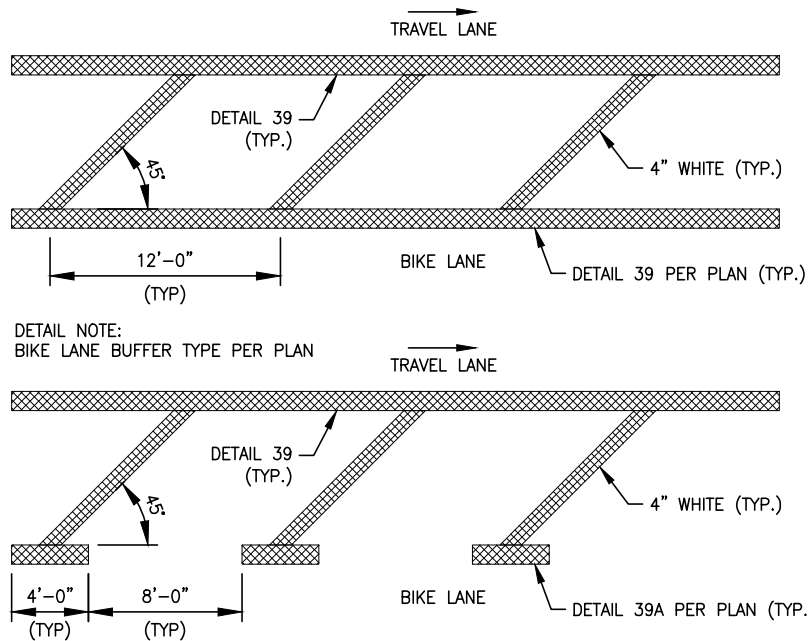 TRAVEL LANE
DETAIL 39
(TYP.)
45°
4" WHITE (TYP.)
12'-0"
(TYP)
BIKE LANE
DETAIL 39 PER PLAN (TYP.)
DETAIL NOTE:
BIKE LANE BUFFER TYPE PER PLAN
TRAVEL LANE
DETAIL 39
(TYP.)
45°
4" WHITE (TYP.)
4'-0"
(TYP)
8'-0"
(TYP)
BIKE LANE
DETAIL 39A PER PLAN (TYP.